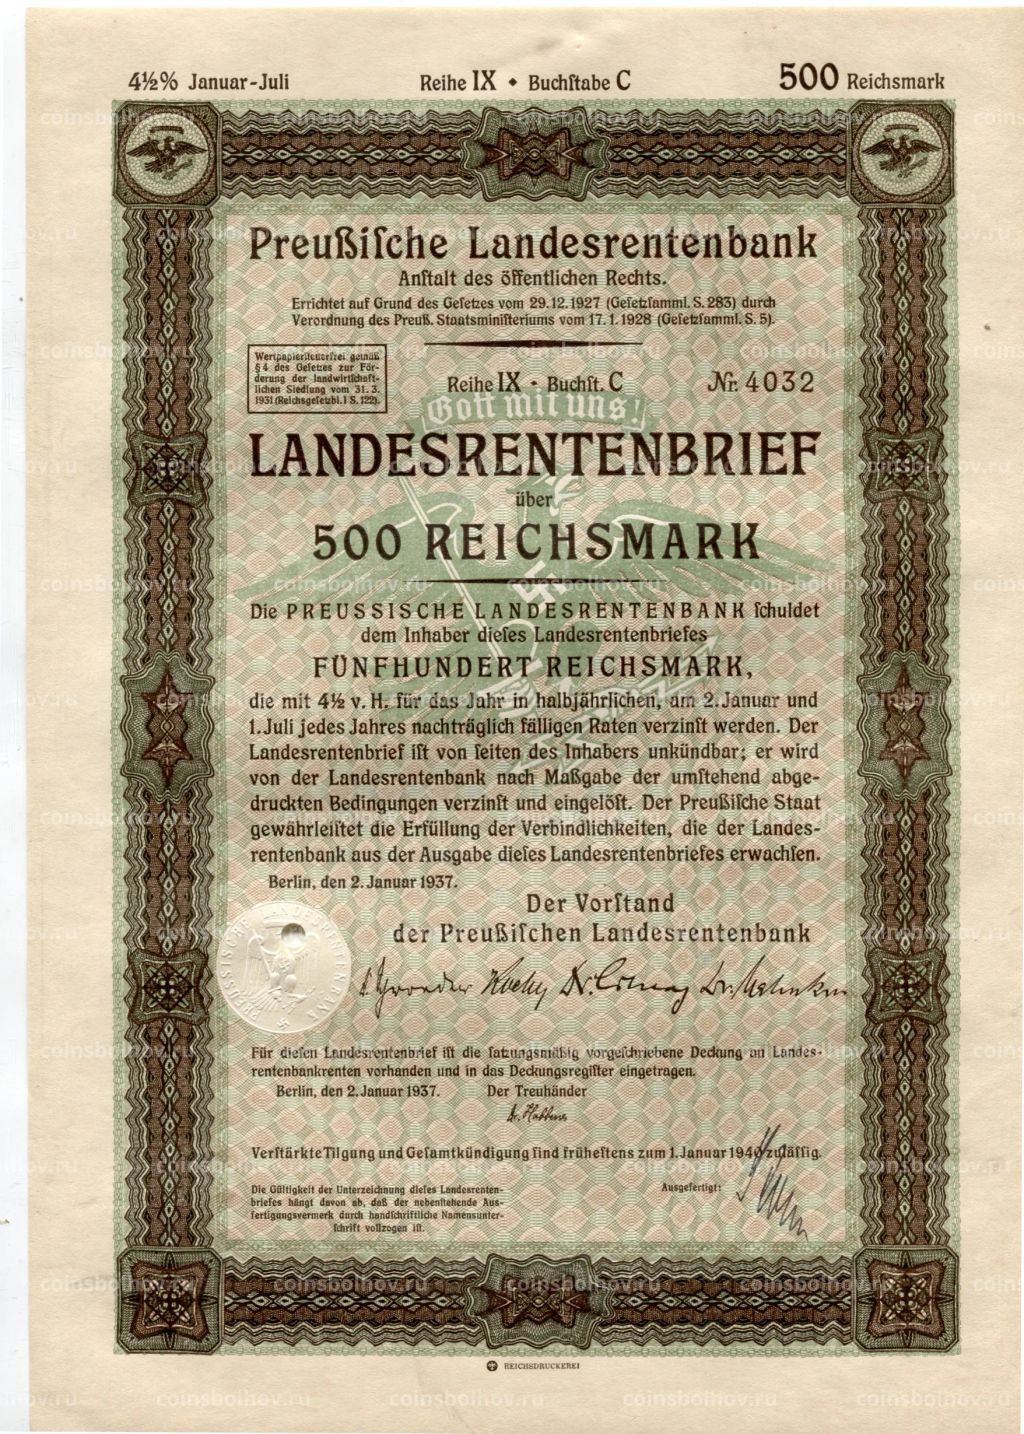 4½% Januar-Juli
Reihe IX • Buchſtabe C
500 Reichsmark
Preußiſche Landesrentenbank
Anſtalt des öffentlichen Rechts.
Errichtet auf Grund des Geſetzes vom 29.12.1927 (Geſetzſamml. S. 283) durch
Verordnung des Preuß. Staatsminiſteriums vom 17.1.1928 (Geſetzſamml. S. 5).
Wertpapierſteuerfrei gemäß
§ 4 des Geſetzes zur För-
derung der landwirtſchaft-
lichen Siedlung vom 31.3.
1931 (Reichsgeſetzbl. I S. 122).
Reihe IX • Buchſt. C
Nr. 4032
Gott mit uns!
LANDESRENTENBRIEF
über
500 REICHSMARK
Die PREUSSISCHE LANDESRENTENBANK ſchuldet
dem Inhaber dieſes Landesrentenbriefes
FÜNFHUNDERT REICHSMARK,
die mit 4½ v. H. für das Jahr in halbjährlichen, am 2. Januar und
1. Juli jedes Jahres nachträglich fälligen Raten verzinſt werden. Der
Landesrentenbrief iſt von ſeiten des Inhabers unkündbar; er wird
von der Landesrentenbank nach Maßgabe der umſtehend abge-
druckten Bedingungen verzinſt und eingelöſt. Der Preußiſche Staat
gewährleiſtet die Erfüllung der Verbindlichkeiten, die der Landes-
rentenbank aus der Ausgabe dieſes Landesrentenbriefes erwachſen.
Berlin, den 2. Januar 1937.
Der Vorſtand
der Preußiſchen Landesrentenbank
PREUSSISCHE LANDESRENTENBANK
Für dieſen Landesrentenbrief iſt die ſatzungsmäßig vorgeſchriebene Deckung an Landes-
rentenbankrenten vorhanden und in das Deckungsregiſter eingetragen.
Berlin, den 2. Januar 1937.
Der Treuhänder
Verſtärkte Tilgung und Geſamtkündigung ſind früheſtens zum 1. Januar 1940 zuläſſig.
Die Gültigkeit der Unterzeichnung dieſes Landesrenten-
briefes hängt davon ab, daß der nebenſtehende Aus-
fertigungsvermerk durch handſchriftliche Namensunter-
ſchrift vollzogen iſt.
Ausgefertigt:
REICHSDRUCKEREI
coinsbolhov.ru